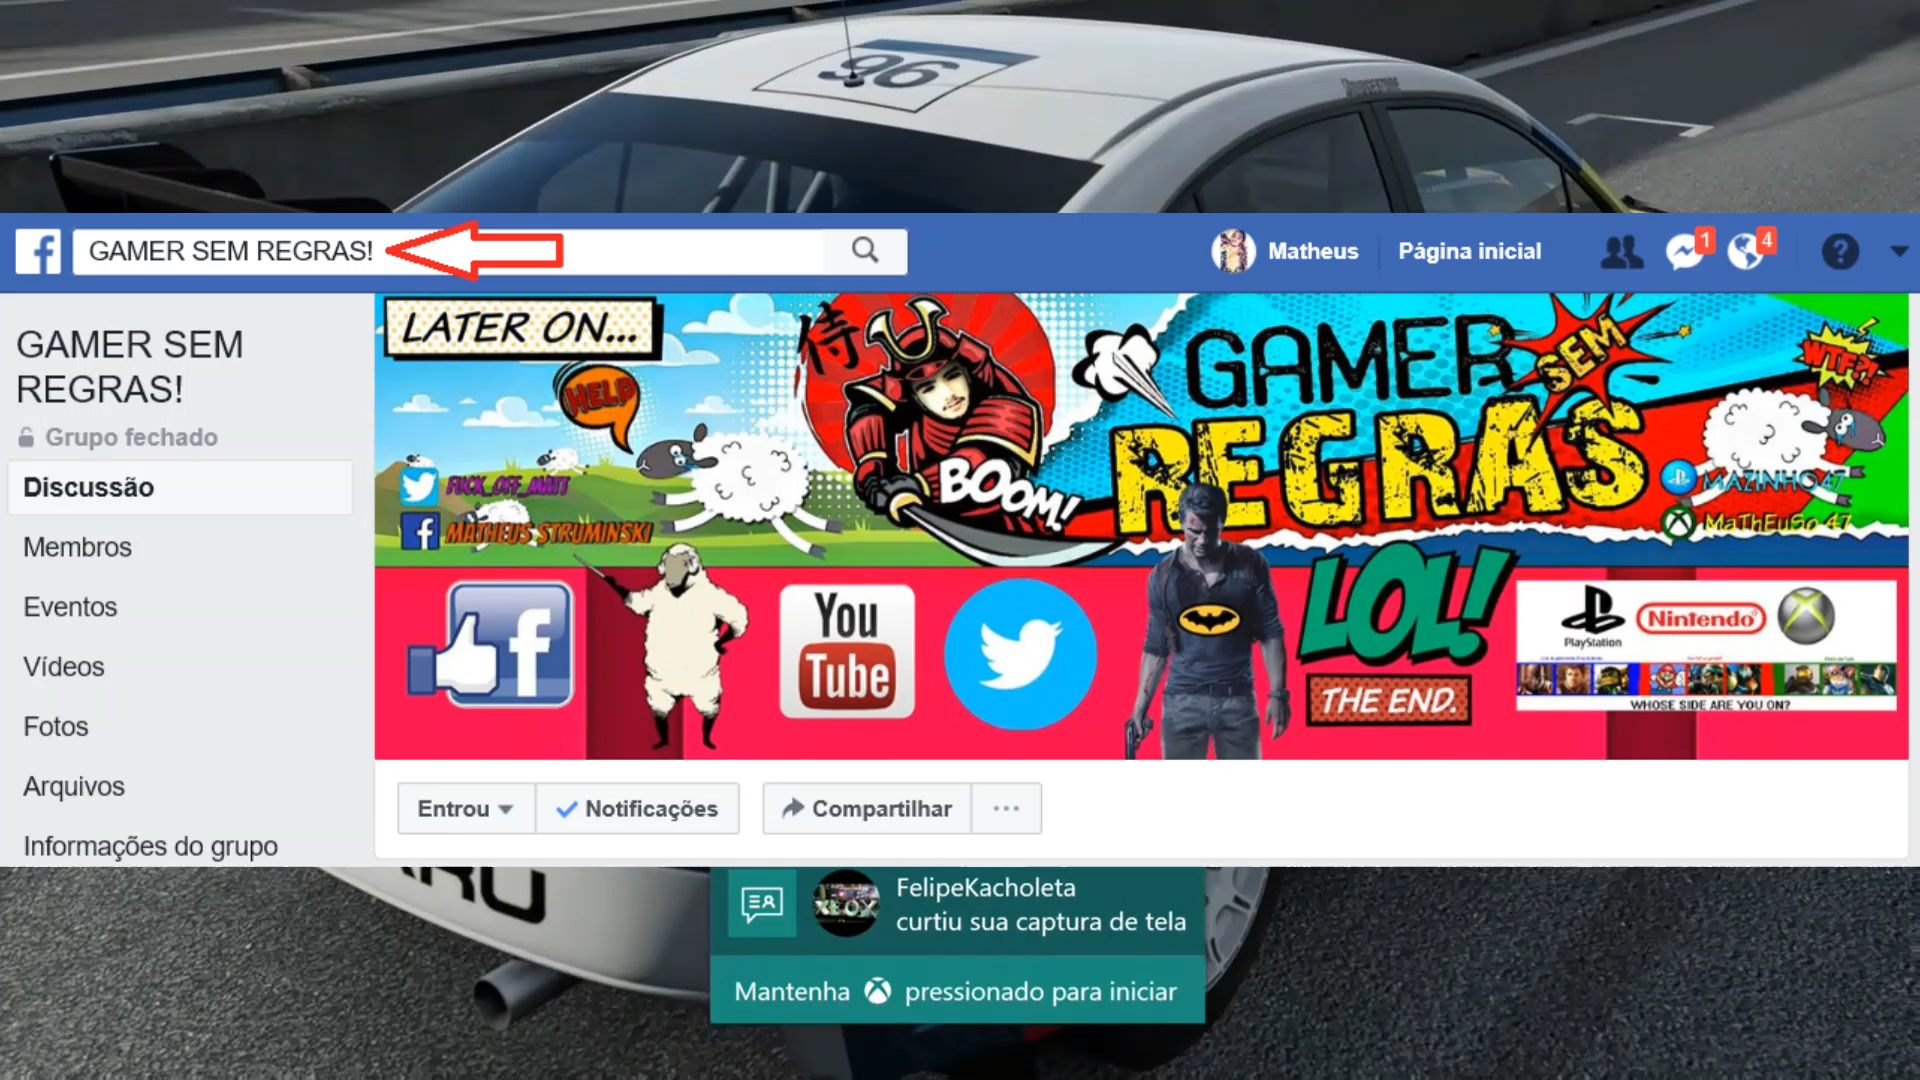 96
BRIDGESTONE
GAMER SEM REGRAS!
Matheus
Página inicial
1
4
?
GAMER SEM
REGRAS!
Grupo fechado
Discussão
Membros
Eventos
Vídeos
Fotos
Arquivos
Informações do grupo
LATER ON...
HELP
FUCK_OFF_MATT
MATHEUS STRUMINSKI
侍
BOOM!
GAMER
SEM
REGRAS
WTF?!
MAZINHO47
MaThEuSo 47
You
Tube
LOL!
THE END.
PlayStation
Nintendo
WHOSE SIDE ARE YOU ON?
Entrou
Notificações
Compartilhar
XBOX
FelipeKacholeta
curtiu sua captura de tela
Mantenha pressionado para iniciar